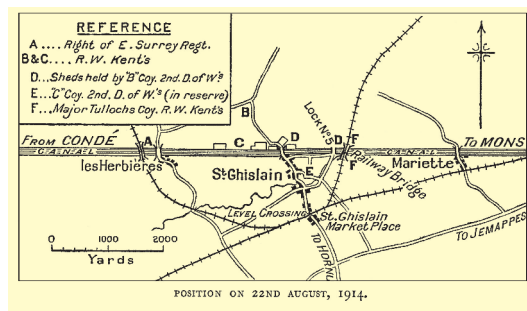 REFERENCE
A .... Right of E. Surrey Regt.
B&C .... R.W. Kent's
D...Sheds held by "B" Coy. 2nd. D. of W's
E... "C" Coy. 2nd. D. of W.'s (in reserve)
F... Major Tullochs Coy. R.W. Kent's
B
LOCK No 5
FROM CONDÉ
A
C
D
D
F
TO MONS
CANAL
CANAL
les Herbières
St Ghislain
E
F
Railway Bridge
Mariette
LEVEL CROSSING
St. Ghislain
Market Place
TO JEMAPPES
TO HORNU
0 1000 2000
Yards
POSITION ON 22ND AUGUST, 1914.